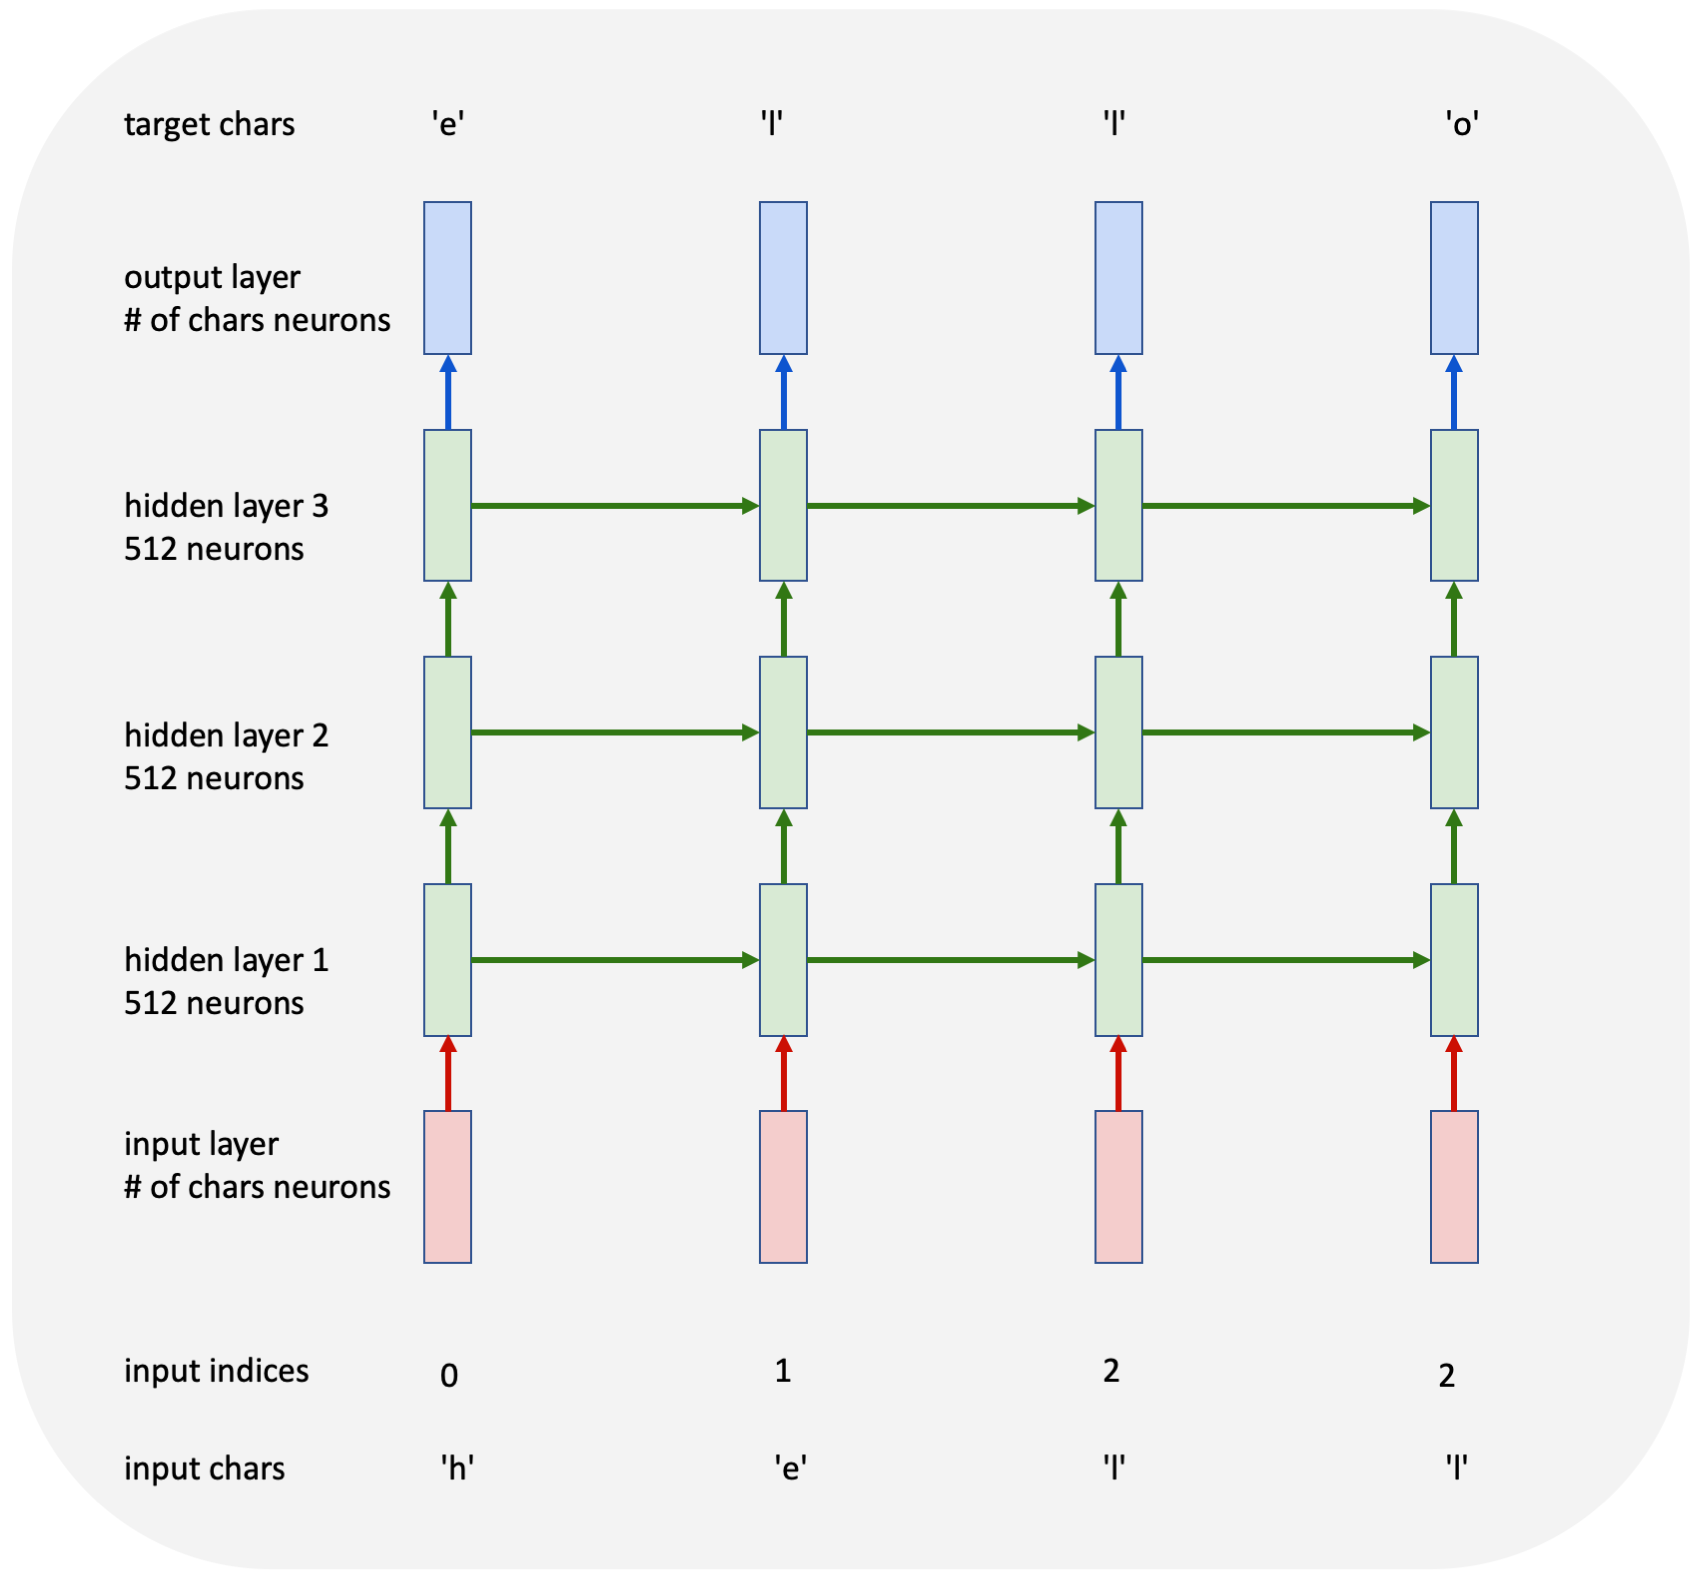 target chars 'e' 'l' 'l' 'o'
output layer
# of chars neurons
hidden layer 3
512 neurons
hidden layer 2
512 neurons
hidden layer 1
512 neurons
input layer
# of chars neurons
input indices 0 1 2 2
input chars 'h' 'e' 'l' 'l'